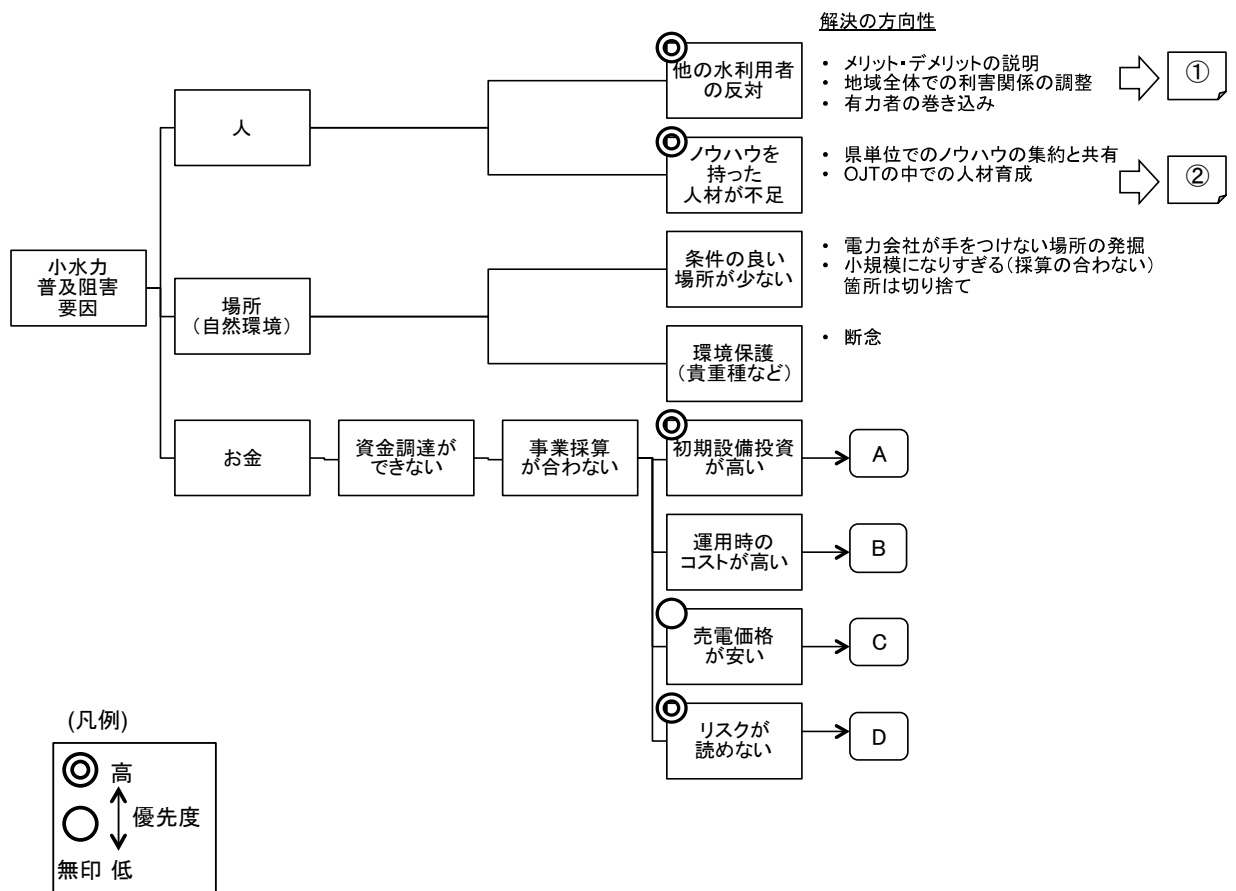 解決の方向性
他の水利用者
の反対
• メリット・デメリットの説明
• 地域全体での利害関係の調整
• 有力者の巻き込み
①
人
ノウハウを
持った
人材が不足
• 県単位でのノウハウの集約と共有
• OJTの中での人材育成
②
小水力
普及阻害
要因
場所
(自然環境)
条件の良い
場所が少ない
• 電力会社が手をつけない場所の発掘
• 小規模になりすぎる(採算の合わない)
箇所は切り捨て
環境保護
(貴重種など)
• 断念
お金
資金調達が
できない
事業採算
が合わない
初期設備投資
が高い
A
運用時の
コストが高い
B
売電価格
が安い
C
リスクが
読めない
D
(凡例)
高
優先度
無印 低